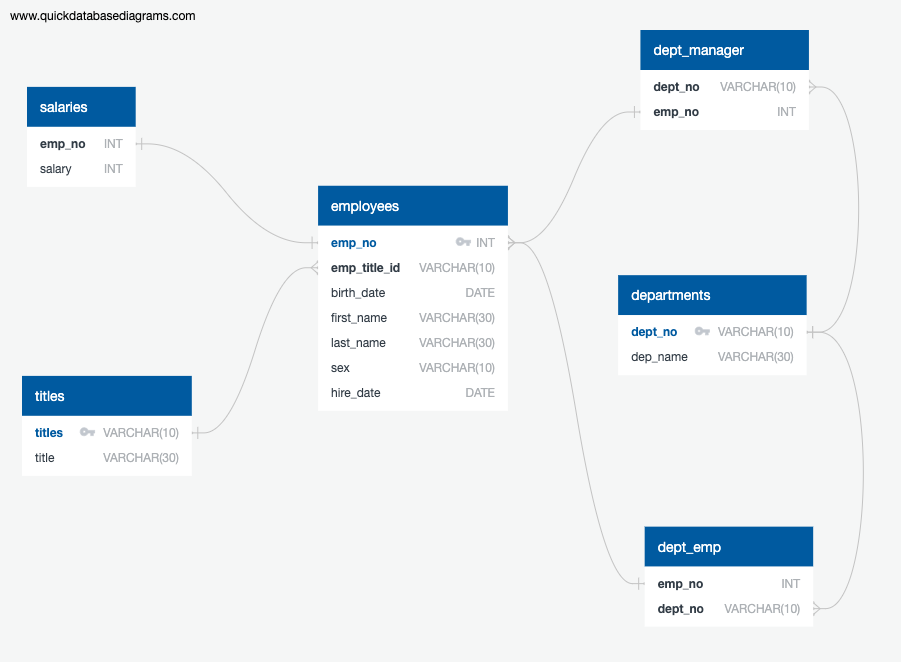 www.quickdatabasediagrams.com
salaries
emp_no INT
salary INT
titles
titles VARCHAR(10)
title VARCHAR(30)
employees
emp_no INT
emp_title_id VARCHAR(10)
birth_date DATE
first_name VARCHAR(30)
last_name VARCHAR(30)
sex VARCHAR(10)
hire_date DATE
dept_manager
dept_no VARCHAR(10)
emp_no INT
departments
dept_no VARCHAR(10)
dep_name VARCHAR(30)
dept_emp
emp_no INT
dept_no VARCHAR(10)